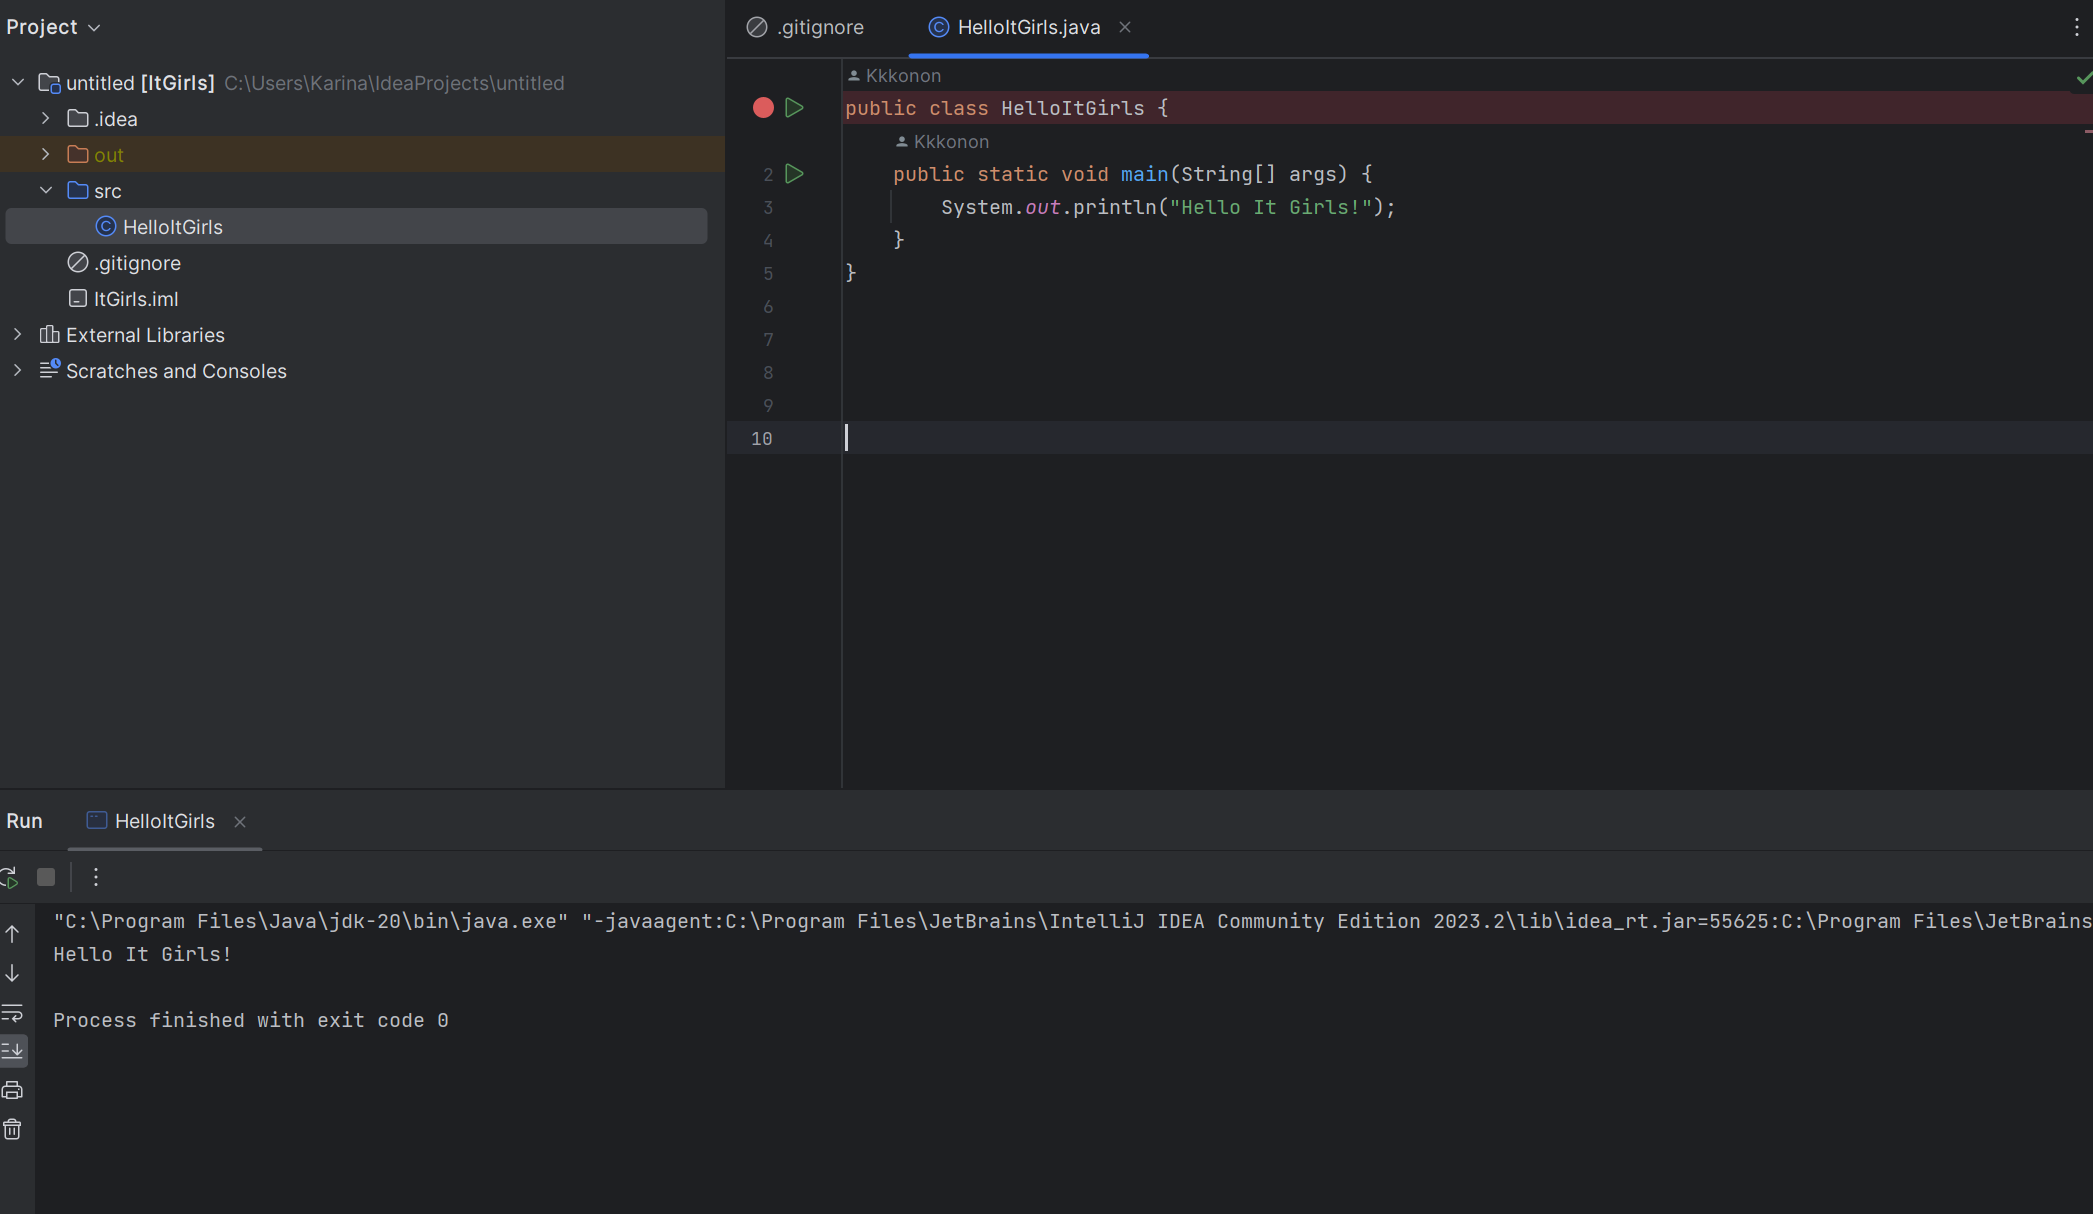 Project
untitled [ItGirls] C:\Users\Karina\IdeaProjects\untitled
.idea
out
src
HelloItGirls
.gitignore
ItGirls.iml
External Libraries
Scratches and Consoles
.gitignore
HelloItGirls.java
Kkkonon
public class HelloItGirls {
Kkkonon
2 public static void main(String[] args) {
3 System.out.println("Hello It Girls!");
4 }
5 }
6
7
8
9
10
Run HelloItGirls
"C:\Program Files\Java\jdk-20\bin\java.exe" "-javaagent:C:\Program Files\JetBrains\IntelliJ IDEA Community Edition 2023.2\lib\idea_rt.jar=55625:C:\Program Files\JetBrains
Hello It Girls!
Process finished with exit code 0